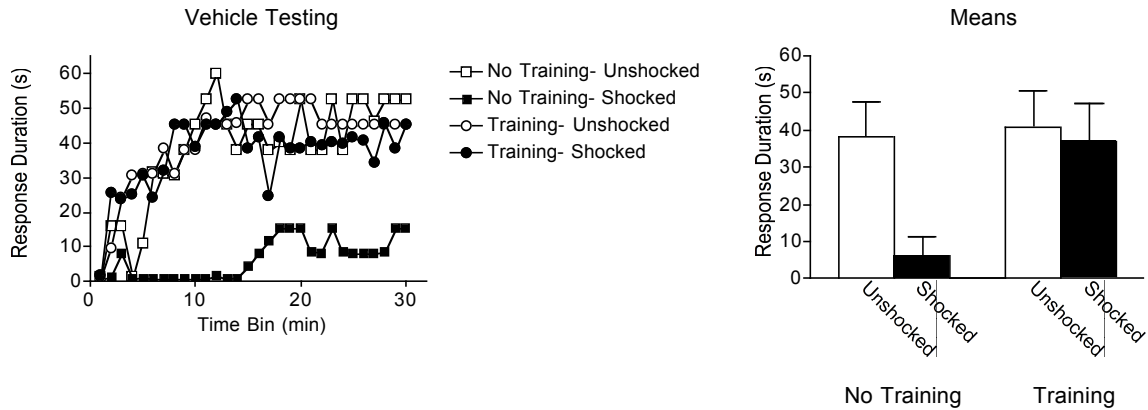 Vehicle Testing
Response Duration (s)
60
50
40
30
20
10
0
0
10
20
30
Time Bin (min)
No Training- Unshocked
No Training- Shocked
Training- Unshocked
Training- Shocked
Means
Response Duration (s)
60
50
40
30
20
10
0
Unshocked
Shocked
Unshocked
Shocked
No Training
Training